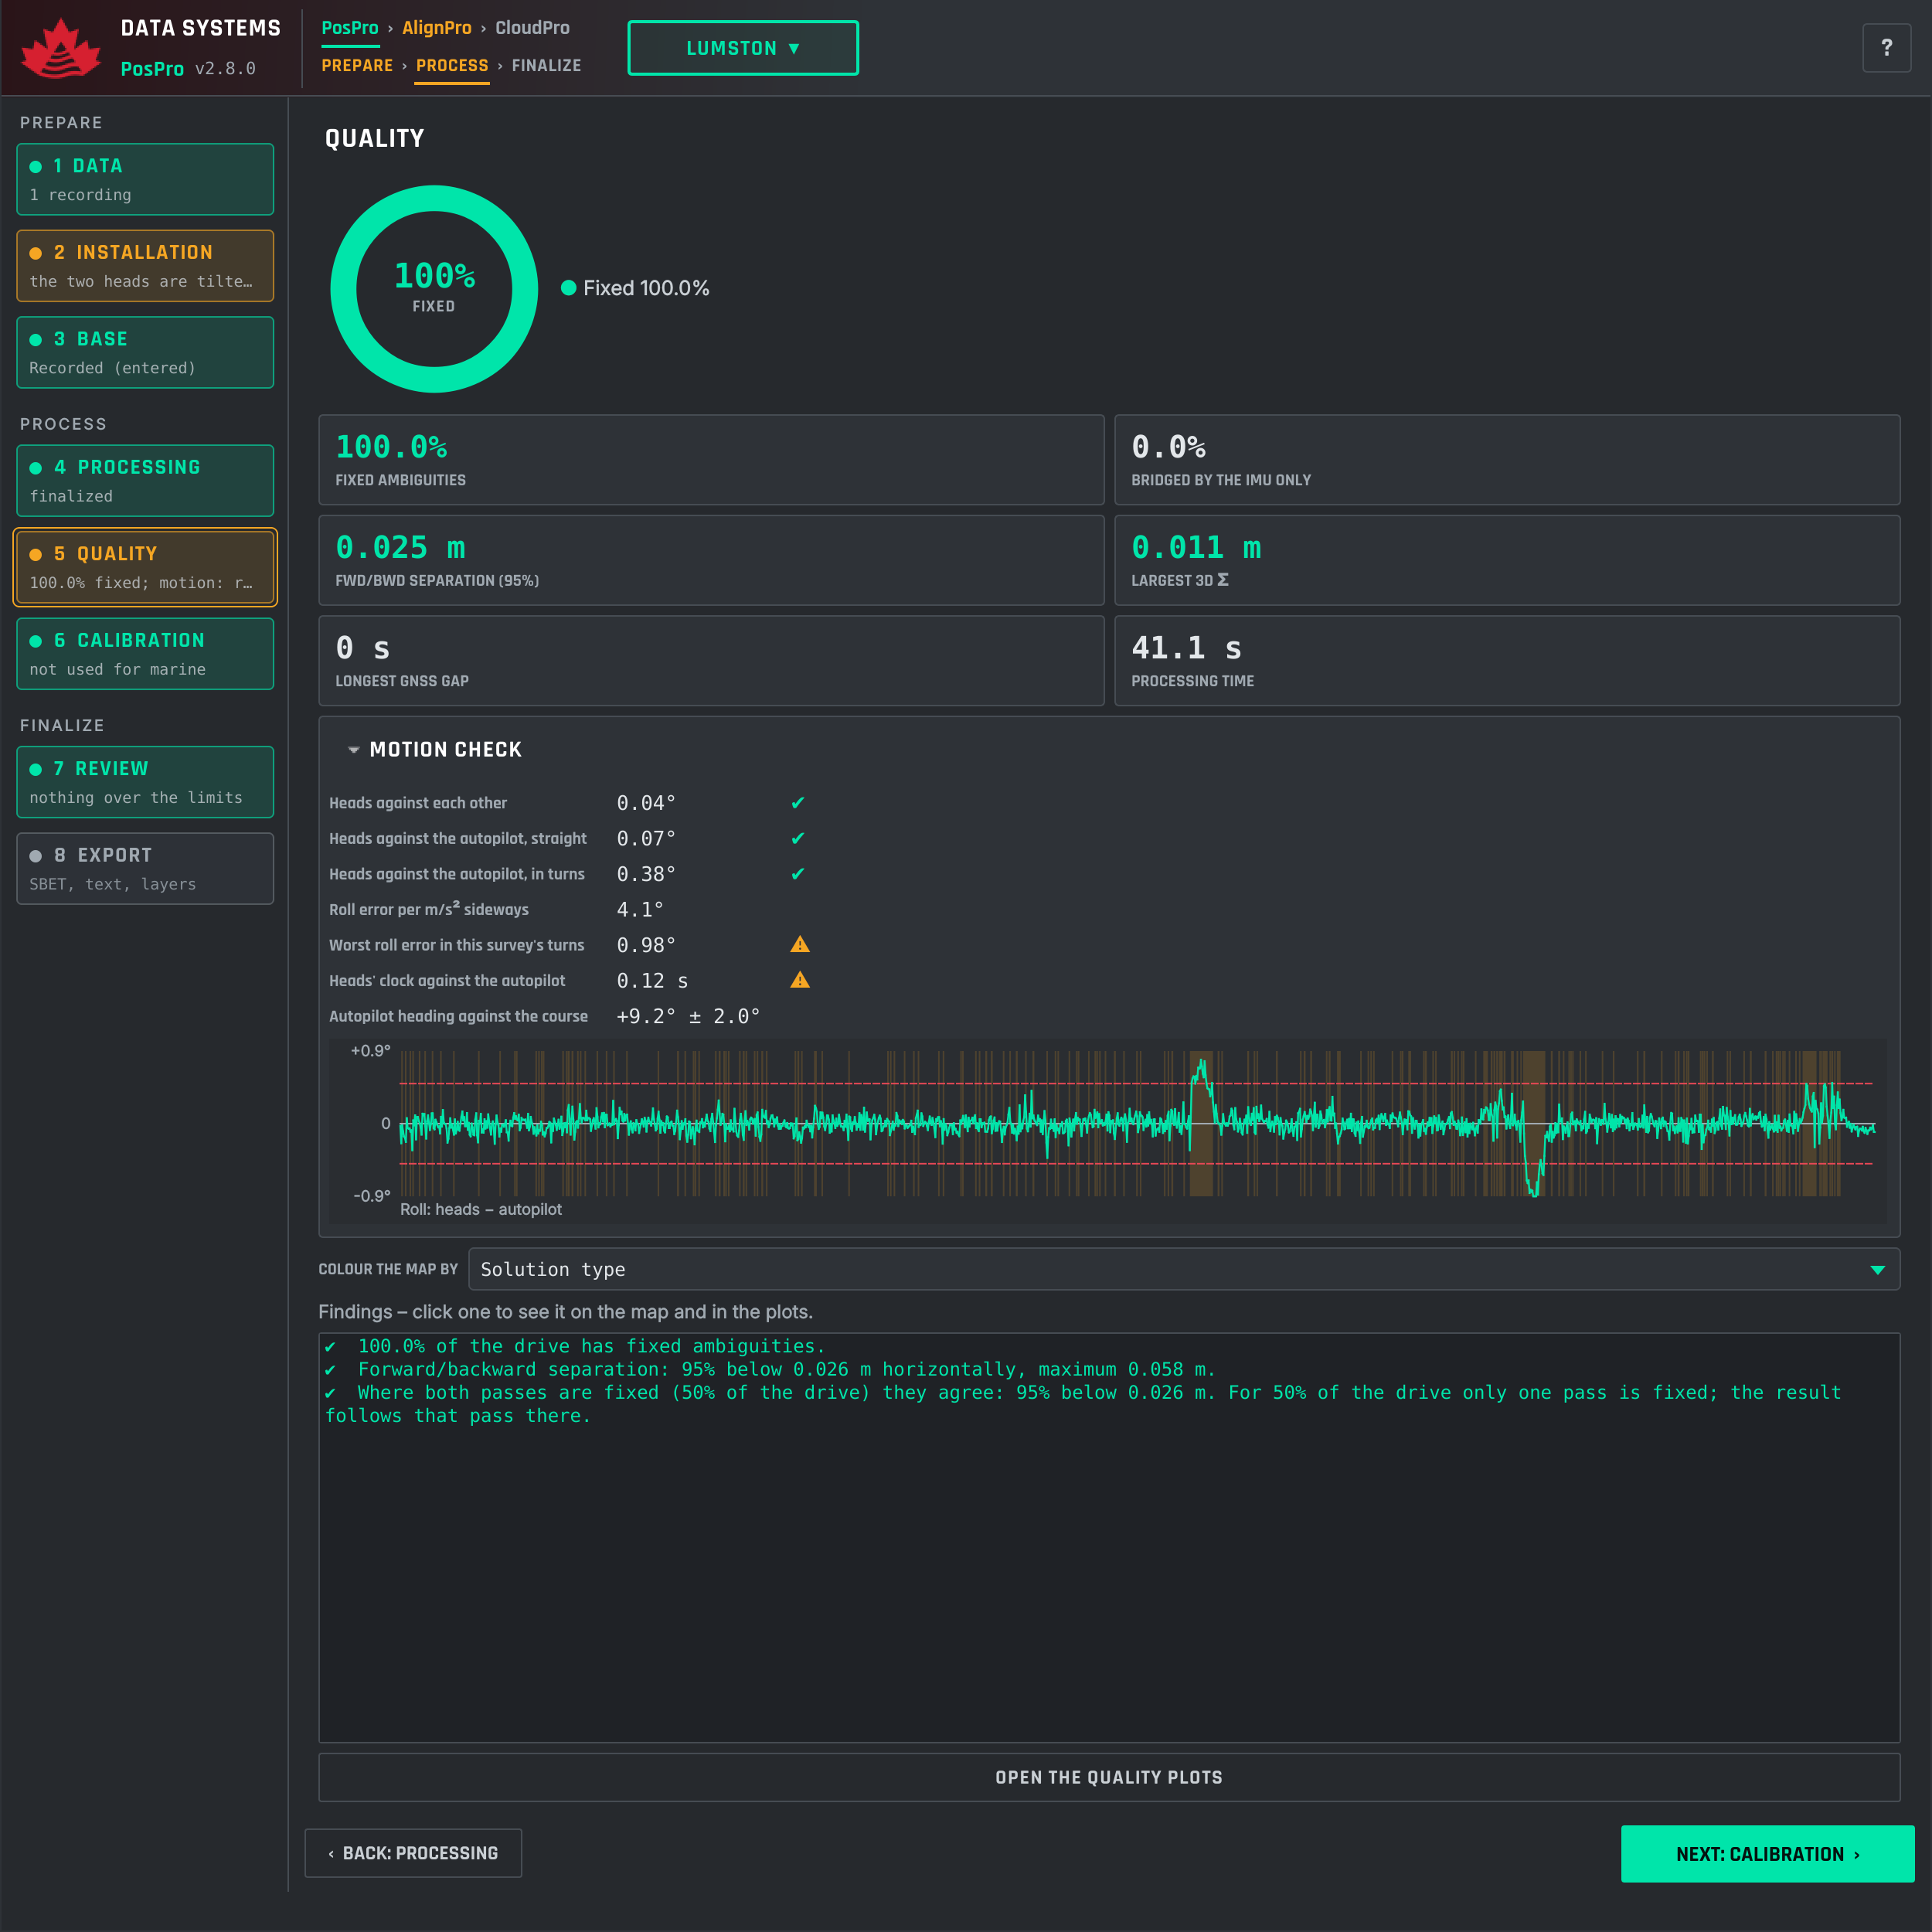 DATA SYSTEMS
PosPro v2.8.0
PosPro › AlignPro › CloudPro
PREPARE › PROCESS › FINALIZE
LUMSTON ▼
?
PREPARE
1 DATA
1 recording
2 INSTALLATION
the two heads are tilte…
3 BASE
Recorded (entered)
PROCESS
4 PROCESSING
finalized
5 QUALITY
100.0% fixed; motion: r…
6 CALIBRATION
not used for marine
FINALIZE
7 REVIEW
nothing over the limits
8 EXPORT
SBET, text, layers
QUALITY
100%
FIXED
Fixed 100.0%
100.0%
FIXED AMBIGUITIES
0.0%
BRIDGED BY THE IMU ONLY
0.025 m
FWD/BWD SEPARATION (95%)
0.011 m
LARGEST 3D Σ
0 s
LONGEST GNSS GAP
41.1 s
PROCESSING TIME
MOTION CHECK
Heads against each other 0.04° ✔
Heads against the autopilot, straight 0.07° ✔
Heads against the autopilot, in turns 0.38° ✔
Roll error per m/s² sideways 4.1°
Worst roll error in this survey's turns 0.98° ⚠
Heads' clock against the autopilot 0.12 s ⚠
Autopilot heading against the course +9.2° ± 2.0°
+0.9°
0
-0.9°
Roll: heads – autopilot
COLOUR THE MAP BY Solution type
Findings – click one to see it on the map and in the plots.
✔ 100.0% of the drive has fixed ambiguities.
✔ Forward/backward separation: 95% below 0.026 m horizontally, maximum 0.058 m.
✔ Where both passes are fixed (50% of the drive) they agree: 95% below 0.026 m. For 50% of the drive only one pass is fixed; the result
follows that pass there.
OPEN THE QUALITY PLOTS
‹ BACK: PROCESSING
NEXT: CALIBRATION ›